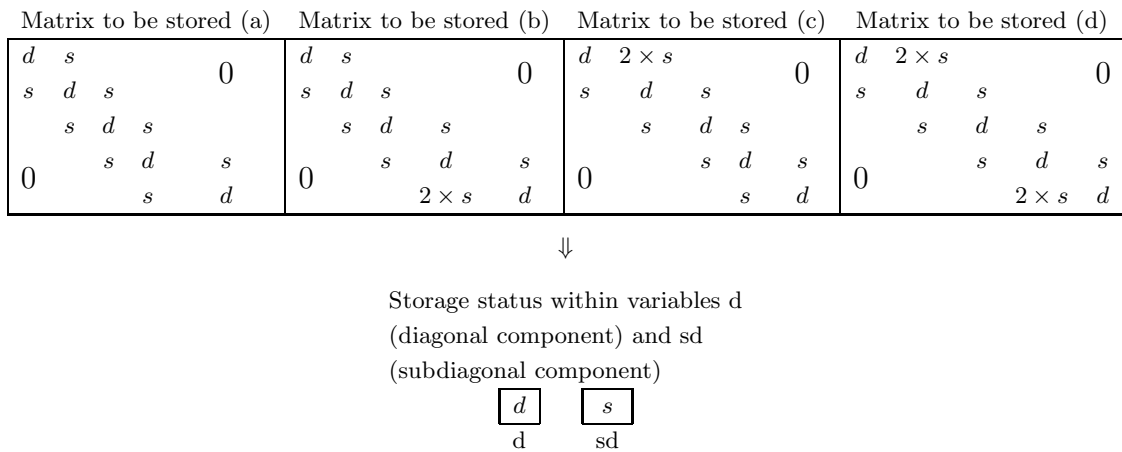 Matrix to be stored (a) Matrix to be stored (b) Matrix to be stored (c) Matrix to be stored (d)
d s 0 d s 0 d 2 × s 0 d 2 × s 0
s d s s d s s d s s d s
s d s s d s s d s s d s
0 s d s 0 s d s 0 s d s 0 s d s
s d 2 × s d s d 2 × s d
⇓
Storage status within variables d
(diagonal component) and sd
(subdiagonal component)
d s
d sd